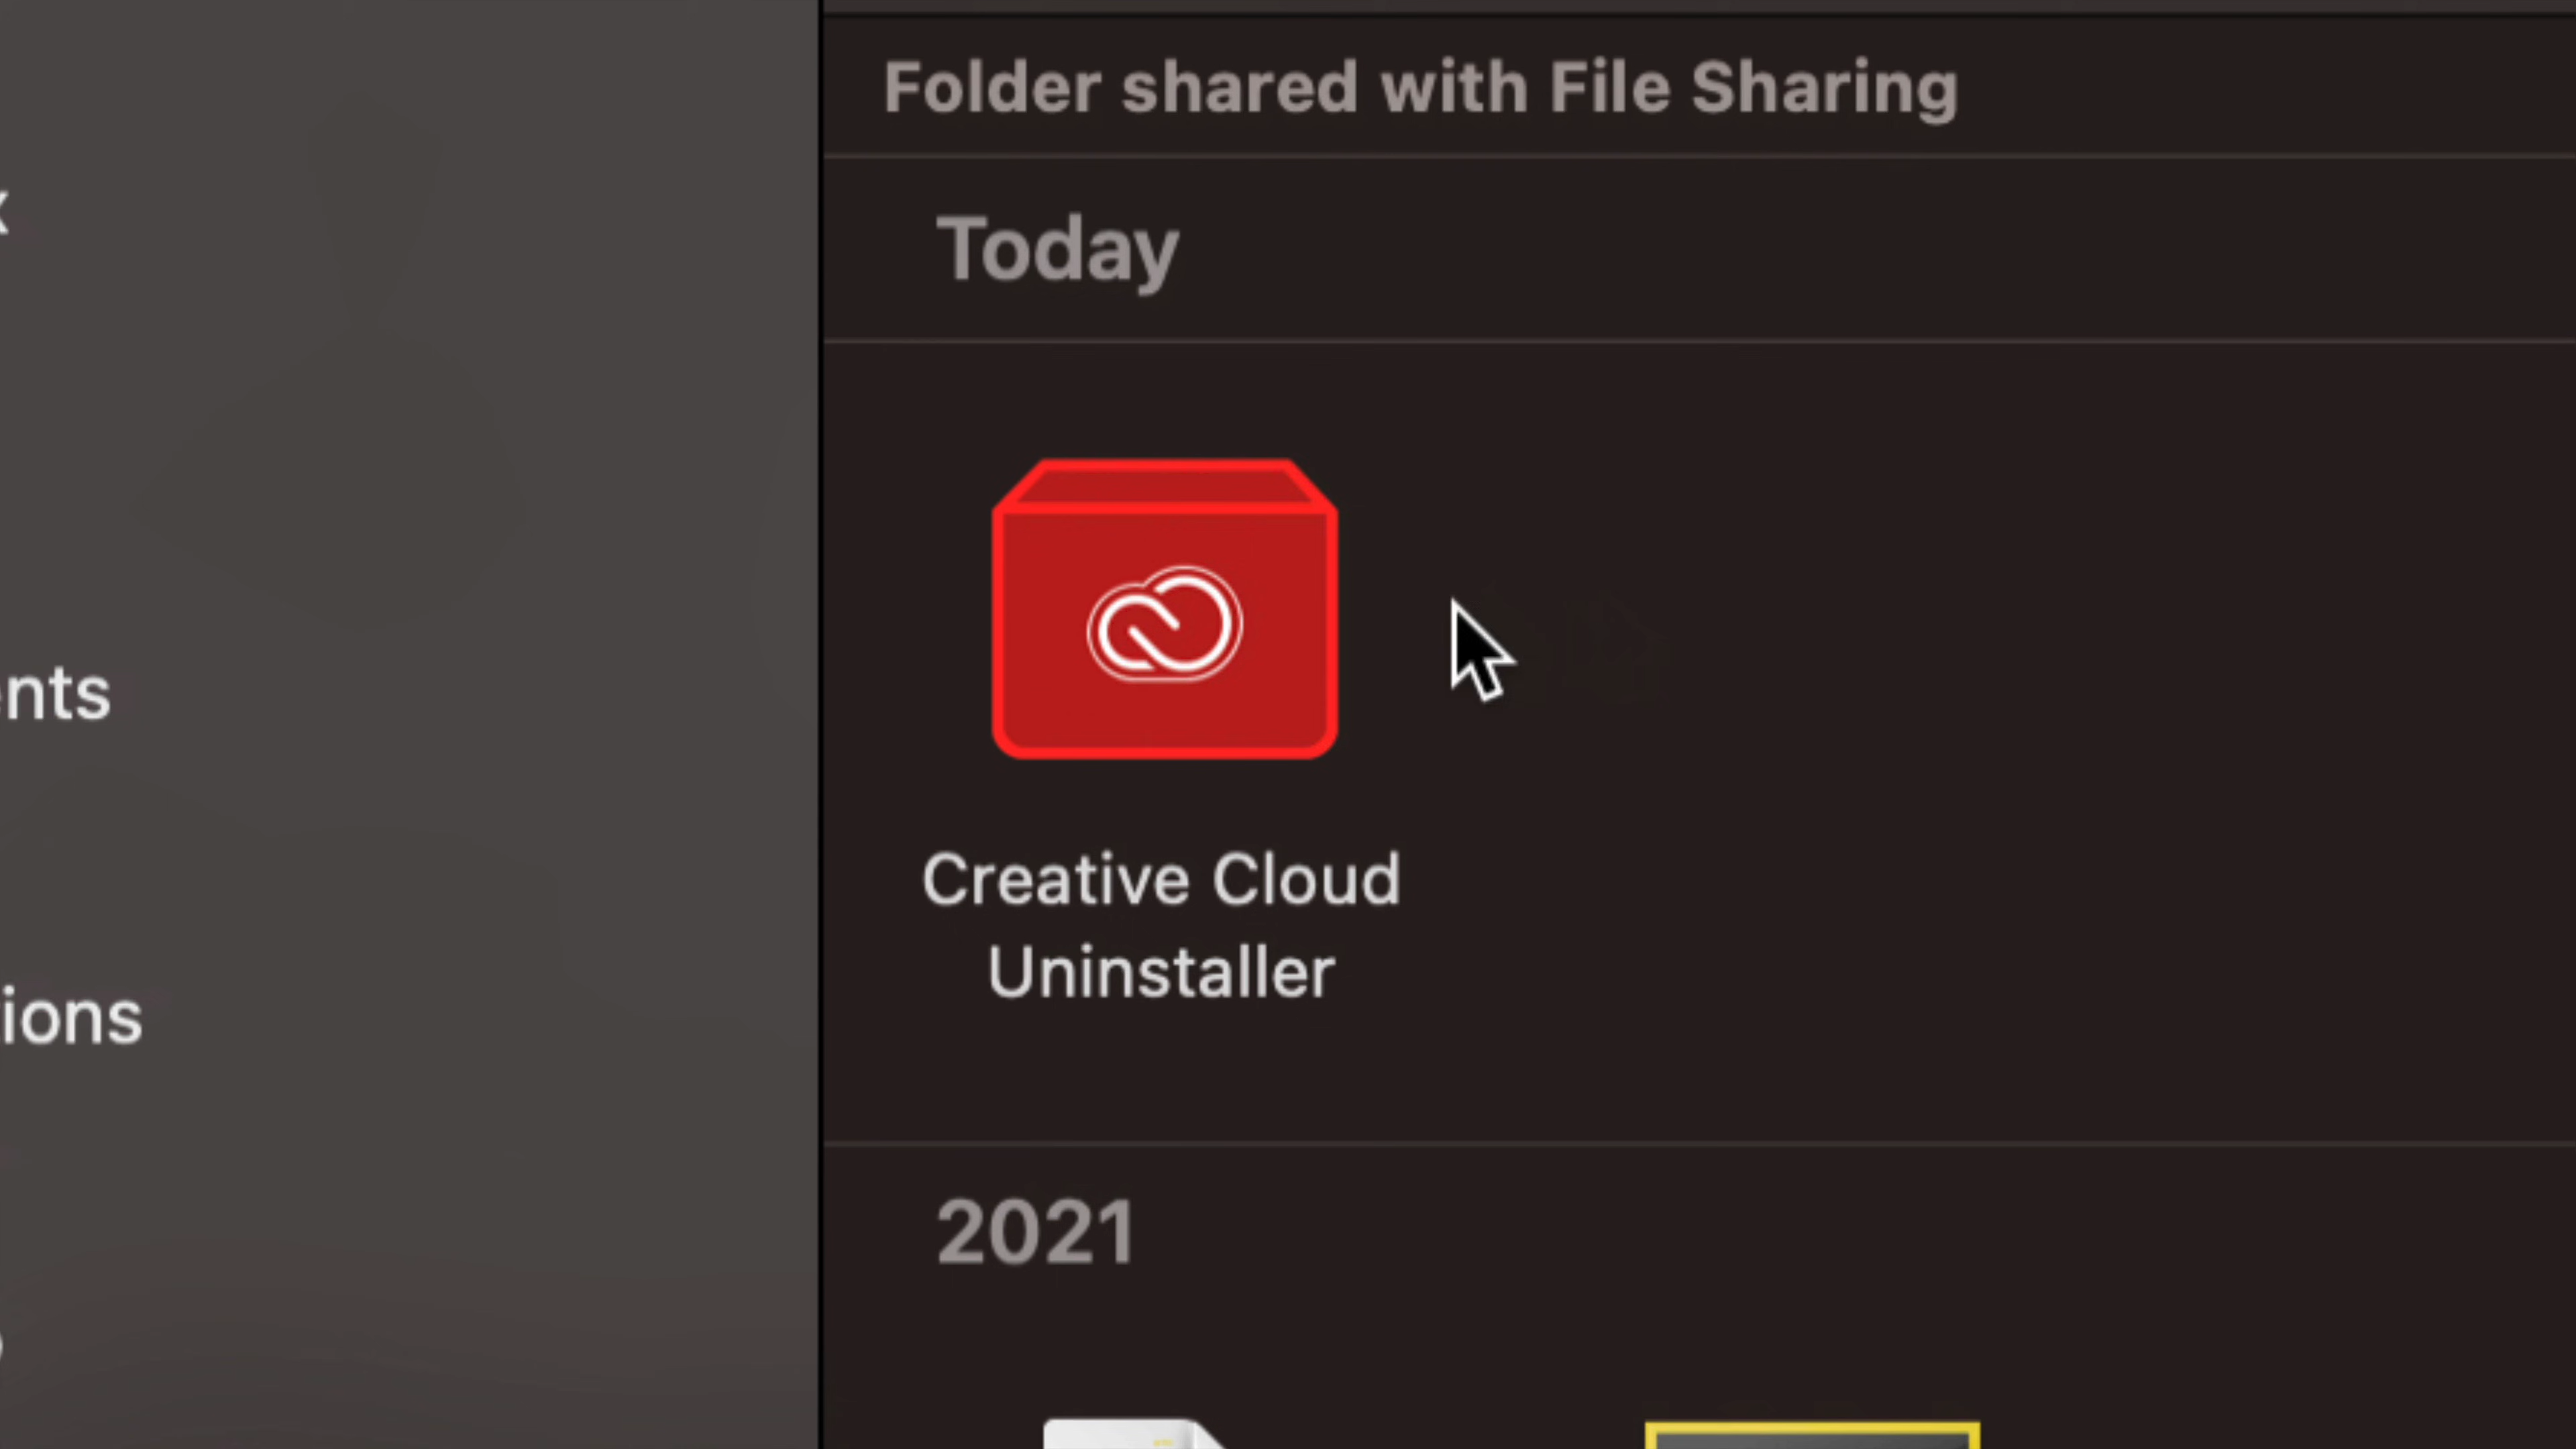 Folder shared with File Sharing
Today
Creative Cloud
Uninstaller
2021